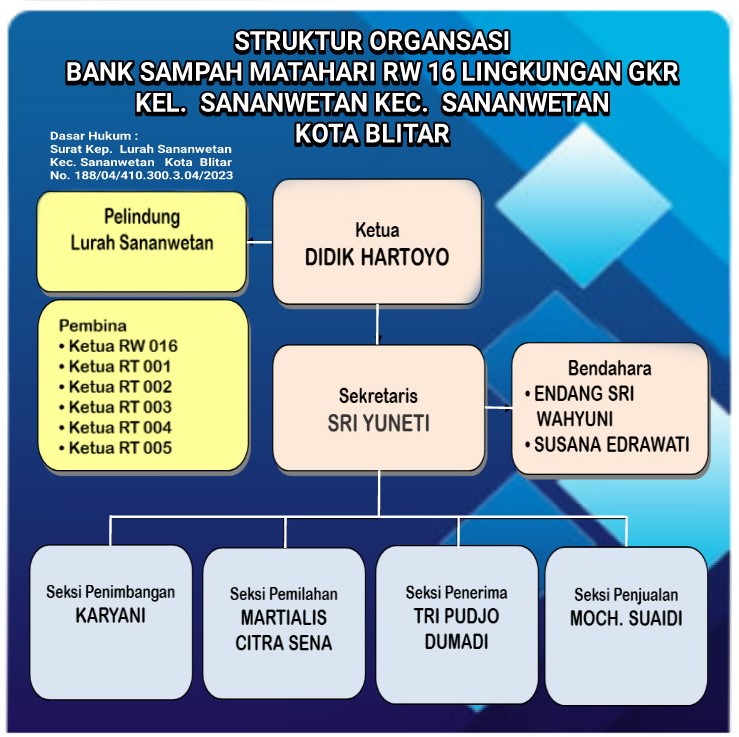 STRUKTUR ORGANSASI
BANK SAMPAH MATAHARI RW 16 LINGKUNGAN GKR
KEL. SANANWETAN KEC. SANANWETAN
KOTA BLITAR
Dasar Hukum :
Surat Kep. Lurah Sananwetan
Kec. Sananwetan Kota Blitar
No. 188/04/410.300.3.04/2023
Pelindung
Lurah Sananwetan
Ketua
DIDIK HARTOYO
Pembina
• Ketua RW 016
• Ketua RT 001
• Ketua RT 002
• Ketua RT 003
• Ketua RT 004
• Ketua RT 005
Sekretaris
SRI YUNETI
Bendahara
• ENDANG SRI
WAHYUNI
• SUSANA EDRAWATI
Seksi Penimbangan
KARYANI
Seksi Pemilahan
MARTIALIS
CITRA SENA
Seksi Penerima
TRI PUDJO
DUMADI
Seksi Penjualan
MOCH. SUAIDI